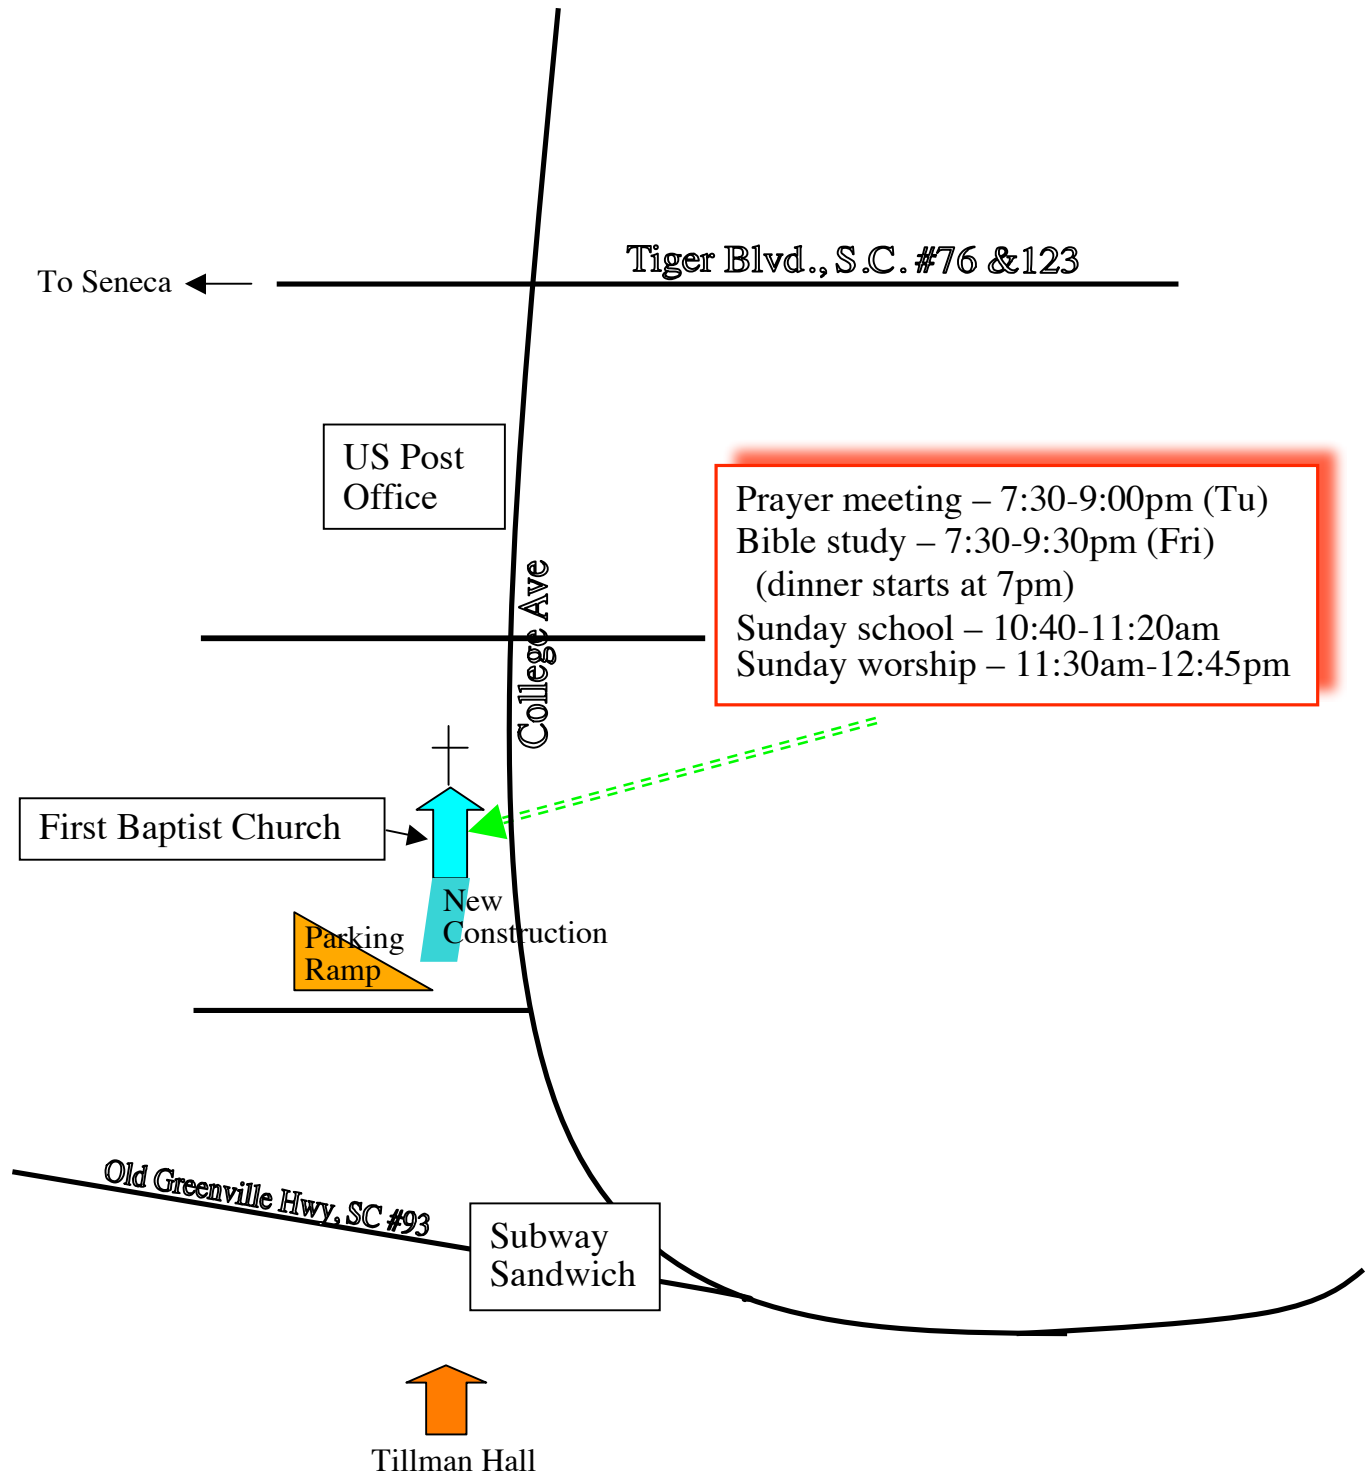 Tiger Blvd., S.C. #76 &123
To Seneca
US Post
Office
Prayer meeting – 7:30-9:00pm (Tu)
Bible study – 7:30-9:30pm (Fri)
(dinner starts at 7pm)
Sunday school – 10:40-11:20am
Sunday worship – 11:30am-12:45pm
College Ave
First Baptist Church
New
Construction
Parking
Ramp
Old Greenville Hwy, SC #93
Subway
Sandwich
Tillman Hall